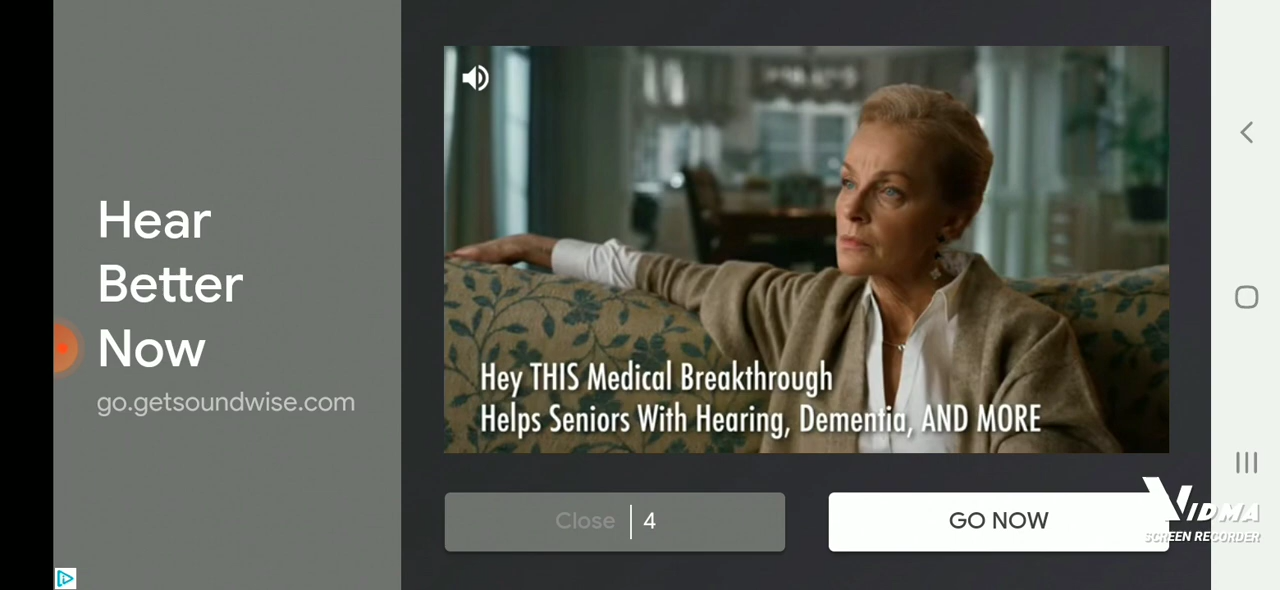 Hear
Better
Now
go.getsoundwise.com
Hey THIS Medical Breakthrough
Helps Seniors With Hearing, Dementia, AND MORE
Close 4
GO NOW
VIDMA
SCREEN RECORDER